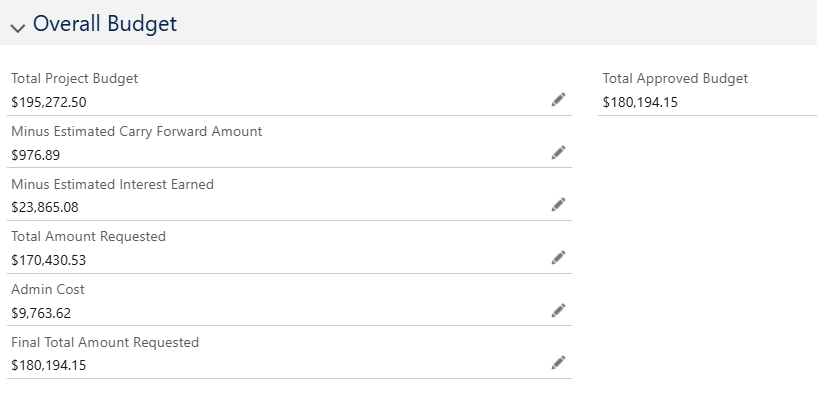 Overall Budget
Total Project Budget
$195,272.50
Total Approved Budget
$180,194.15
Minus Estimated Carry Forward Amount
$976.89
Minus Estimated Interest Earned
$23,865.08
Total Amount Requested
$170,430.53
Admin Cost
$9,763.62
Final Total Amount Requested
$180,194.15